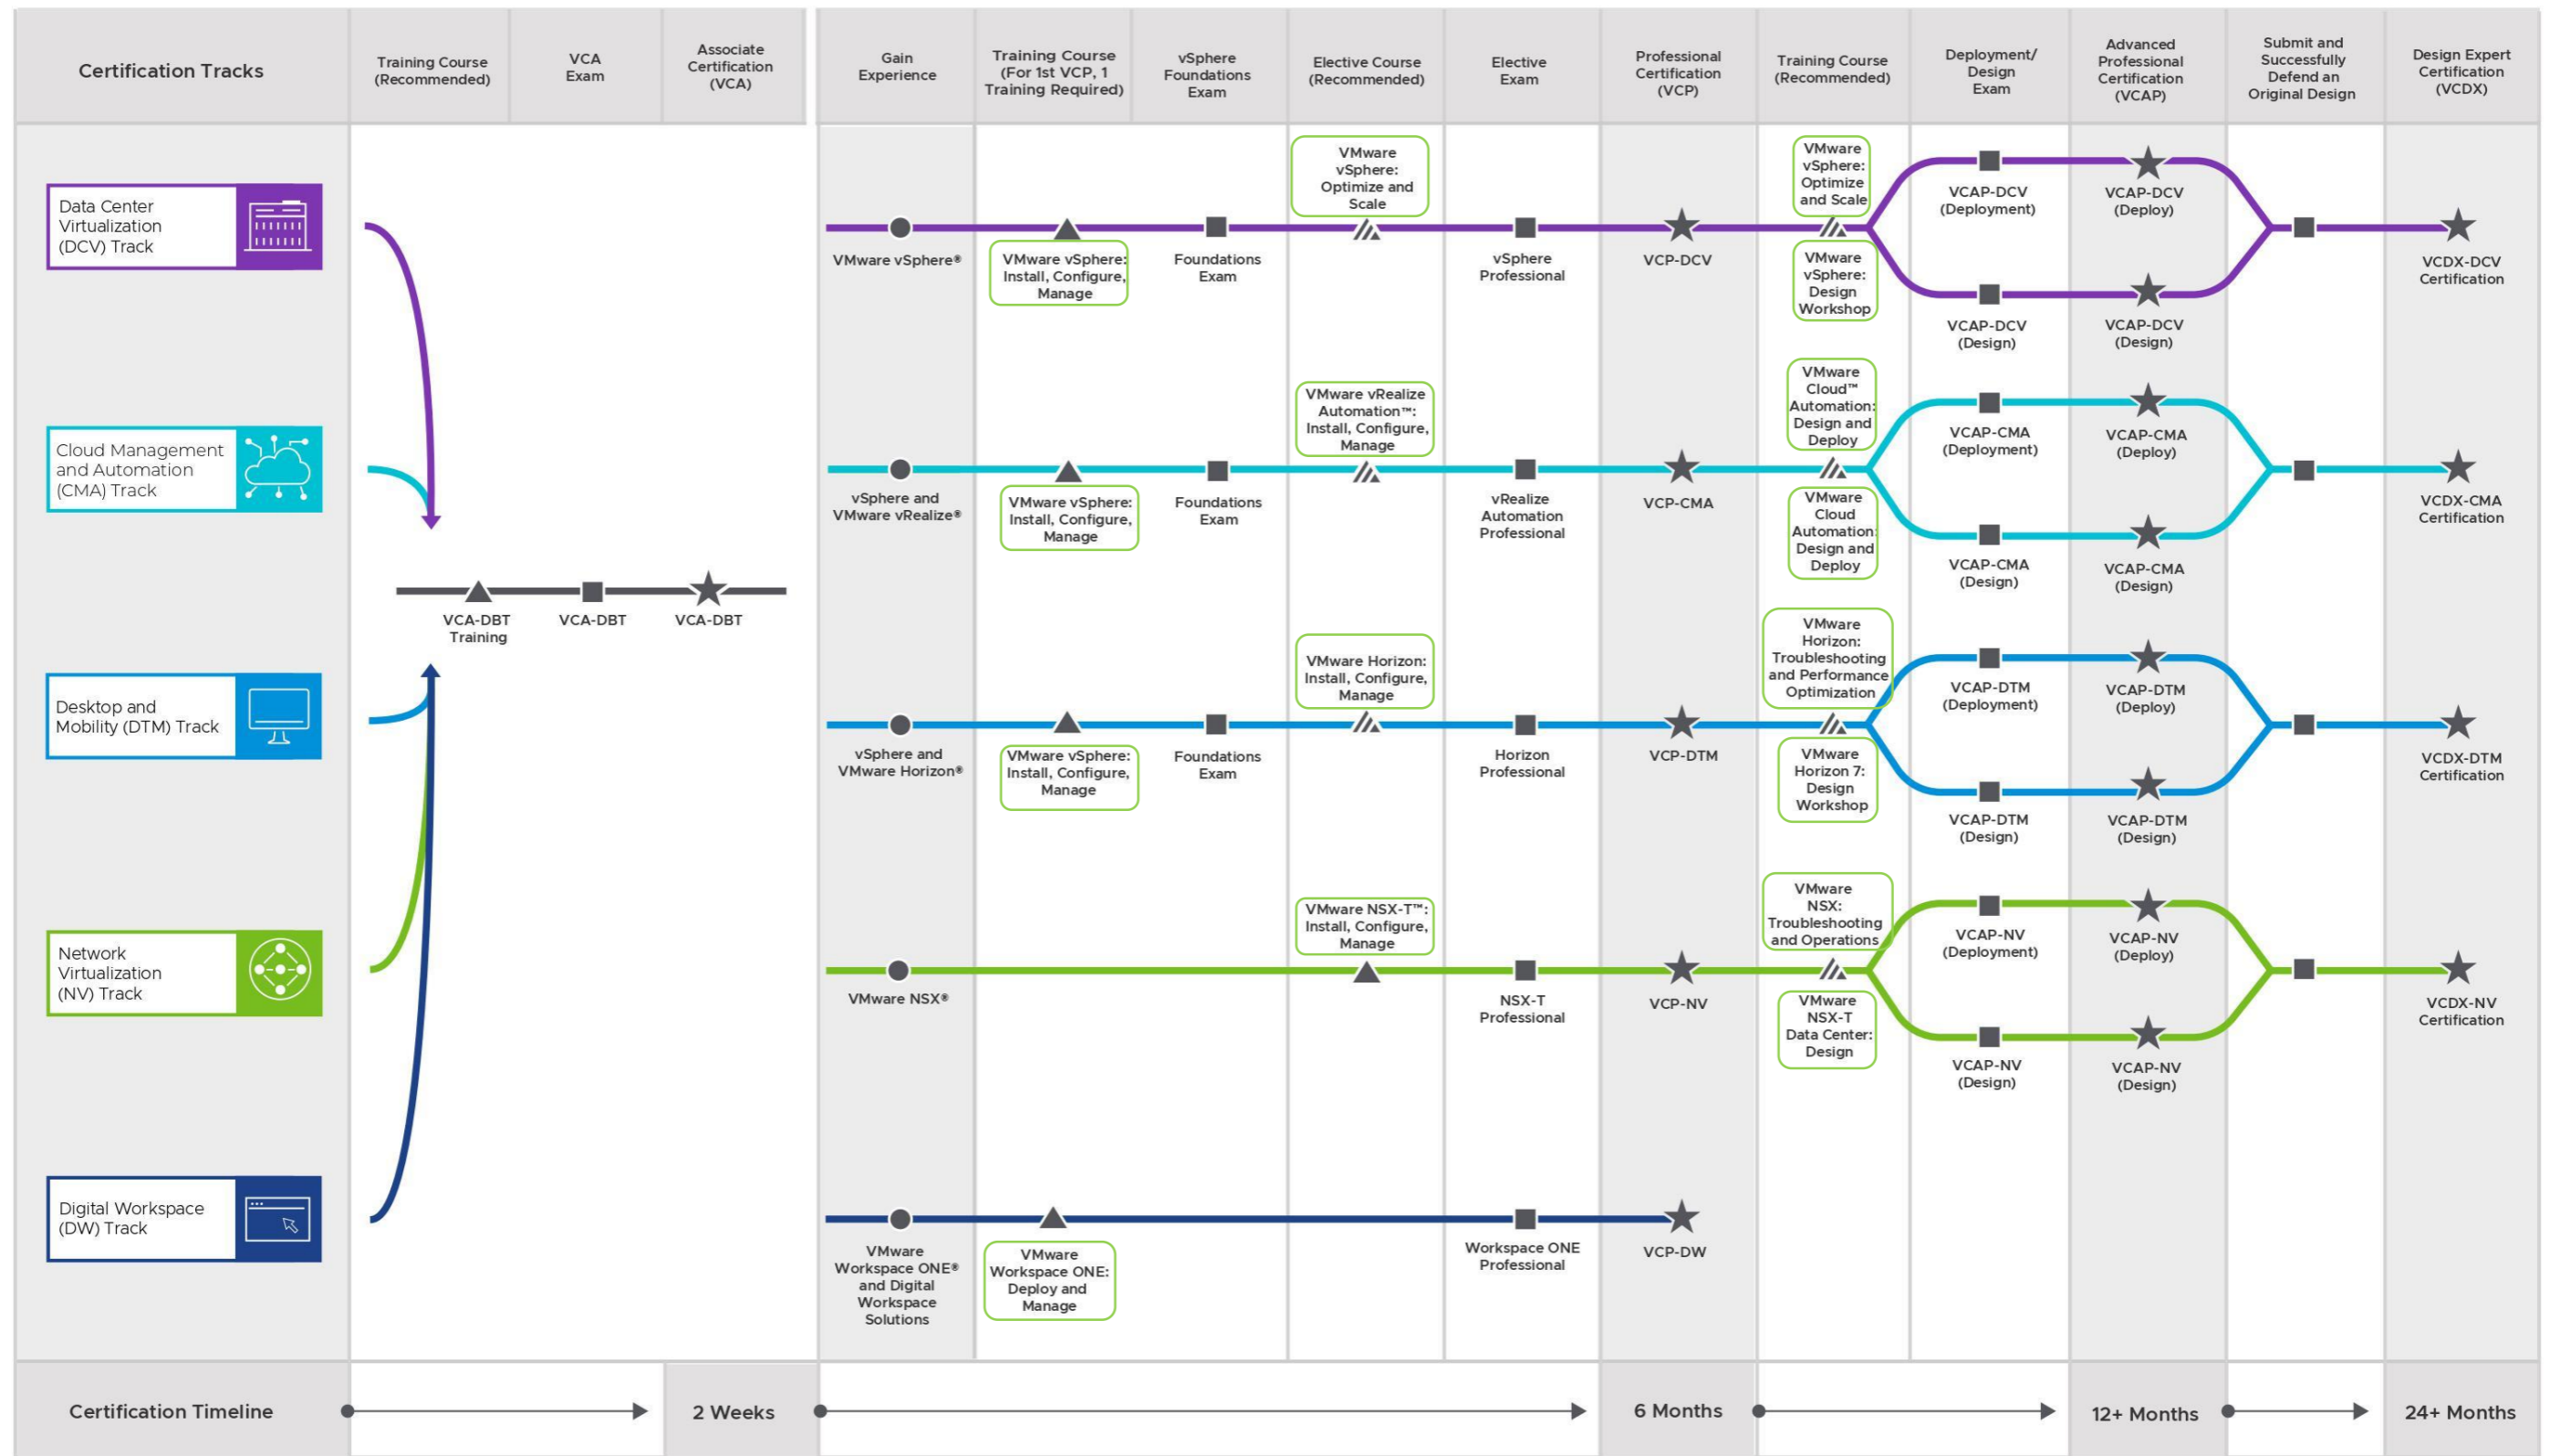 Certification Tracks
Training Course
(Recommended)
VCA
Exam
Associate
Certification
(VCA)
Gain
Experience
Training Course
(For 1st VCP, 1
Training Required)
vSphere
Foundations
Exam
Elective Course
(Recommended)
Elective
Exam
Professional
Certification
(VCP)
Training Course
(Recommended)
Deployment/
Design
Exam
Advanced
Professional
Certification
(VCAP)
Submit and
Successfully
Defend an
Original Design
Design Expert
Certification
(VCDX)
Data Center
Virtualization
(DCV) Track
VMware vSphere®
VMware vSphere:
Install, Configure,
Manage
Foundations
Exam
VMware
vSphere:
Optimize and
Scale
vSphere
Professional
VCP-DCV
VMware
vSphere:
Optimize
and Scale
VMware
vSphere:
Design
Workshop
VCAP-DCV
(Deployment)
VCAP-DCV
(Deploy)
VCAP-DCV
(Design)
VCAP-DCV
(Design)
VCDX-DCV
Certification
Cloud Management
and Automation
(CMA) Track
vSphere and
VMware vRealize®
VMware vSphere:
Install, Configure,
Manage
Foundations
Exam
VMware vRealize
Automation™:
Install, Configure,
Manage
vRealize
Automation
Professional
VCP-CMA
VMware
Cloud™
Automation:
Design and
Deploy
VMware
Cloud
Automation:
Design and
Deploy
VCAP-CMA
(Deployment)
VCAP-CMA
(Deploy)
VCAP-CMA
(Design)
VCAP-CMA
(Design)
VCDX-CMA
Certification
VCA-DBT
Training
VCA-DBT
VCA-DBT
Desktop and
Mobility (DTM) Track
vSphere and
VMware Horizon®
VMware vSphere:
Install, Configure,
Manage
Foundations
Exam
VMware Horizon:
Install, Configure,
Manage
Horizon
Professional
VCP-DTM
VMware
Horizon:
Troubleshooting
and Performance
Optimization
VMware
Horizon 7:
Design
Workshop
VCAP-DTM
(Deployment)
VCAP-DTM
(Deploy)
VCAP-DTM
(Design)
VCAP-DTM
(Design)
VCDX-DTM
Certification
Network
Virtualization
(NV) Track
VMware NSX®
VMware NSX-T™:
Install, Configure,
Manage
NSX-T
Professional
VCP-NV
VMware
NSX:
Troubleshooting
and Operations
VMware
NSX-T
Data Center:
Design
VCAP-NV
(Deployment)
VCAP-NV
(Deploy)
VCAP-NV
(Design)
VCAP-NV
(Design)
VCDX-NV
Certification
Digital Workspace
(DW) Track
VMware
Workspace ONE®
and Digital
Workspace
Solutions
VMware
Workspace ONE:
Deploy and
Manage
Workspace ONE
Professional
VCP-DW
Certification Timeline
2 Weeks
6 Months
12+ Months
24+ Months